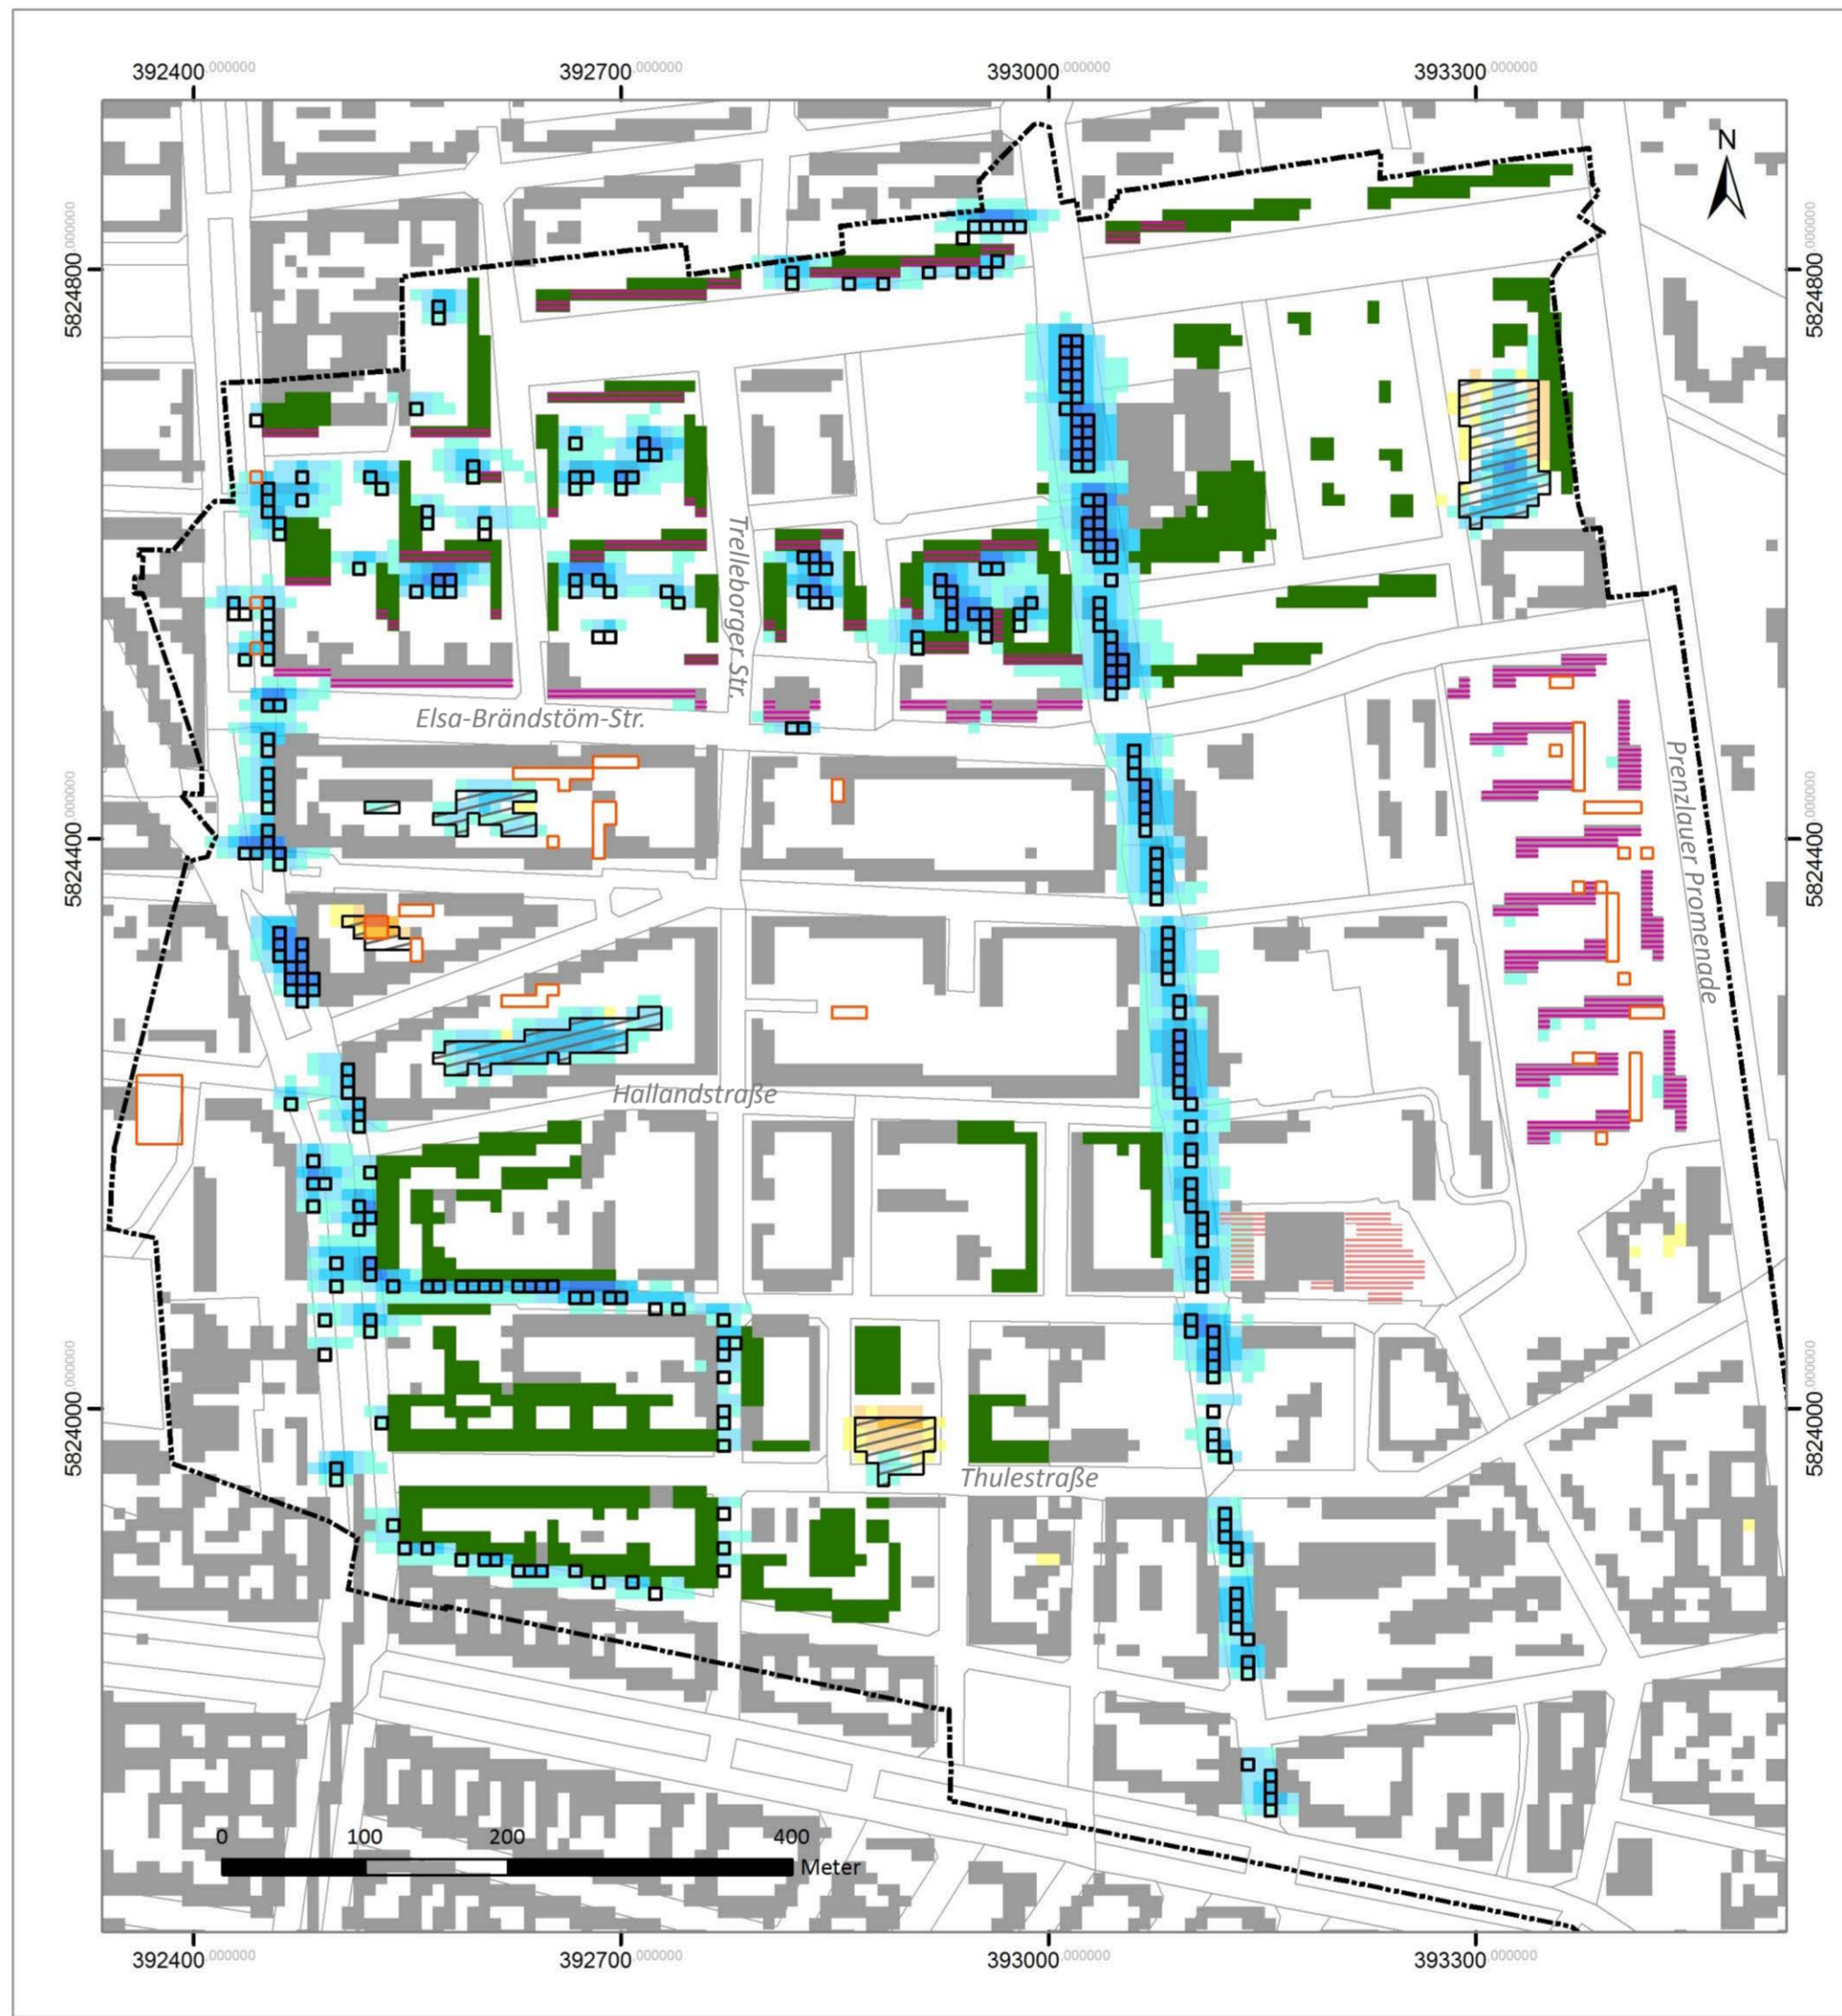 392400,000000 392700,000000 393000,000000 393300,000000
N
5824800,000000 5824800,000000
Trelleborger Str.
Elsa-Brändstöm-Str.
Prenzlauer Promenade
5824400,000000 5824400,000000
Hallandstraße
5824000,000000 5824000,000000
Thulestraße
0 100 200 400
Meter
392400,000000 392700,000000 393000,000000 393300,000000